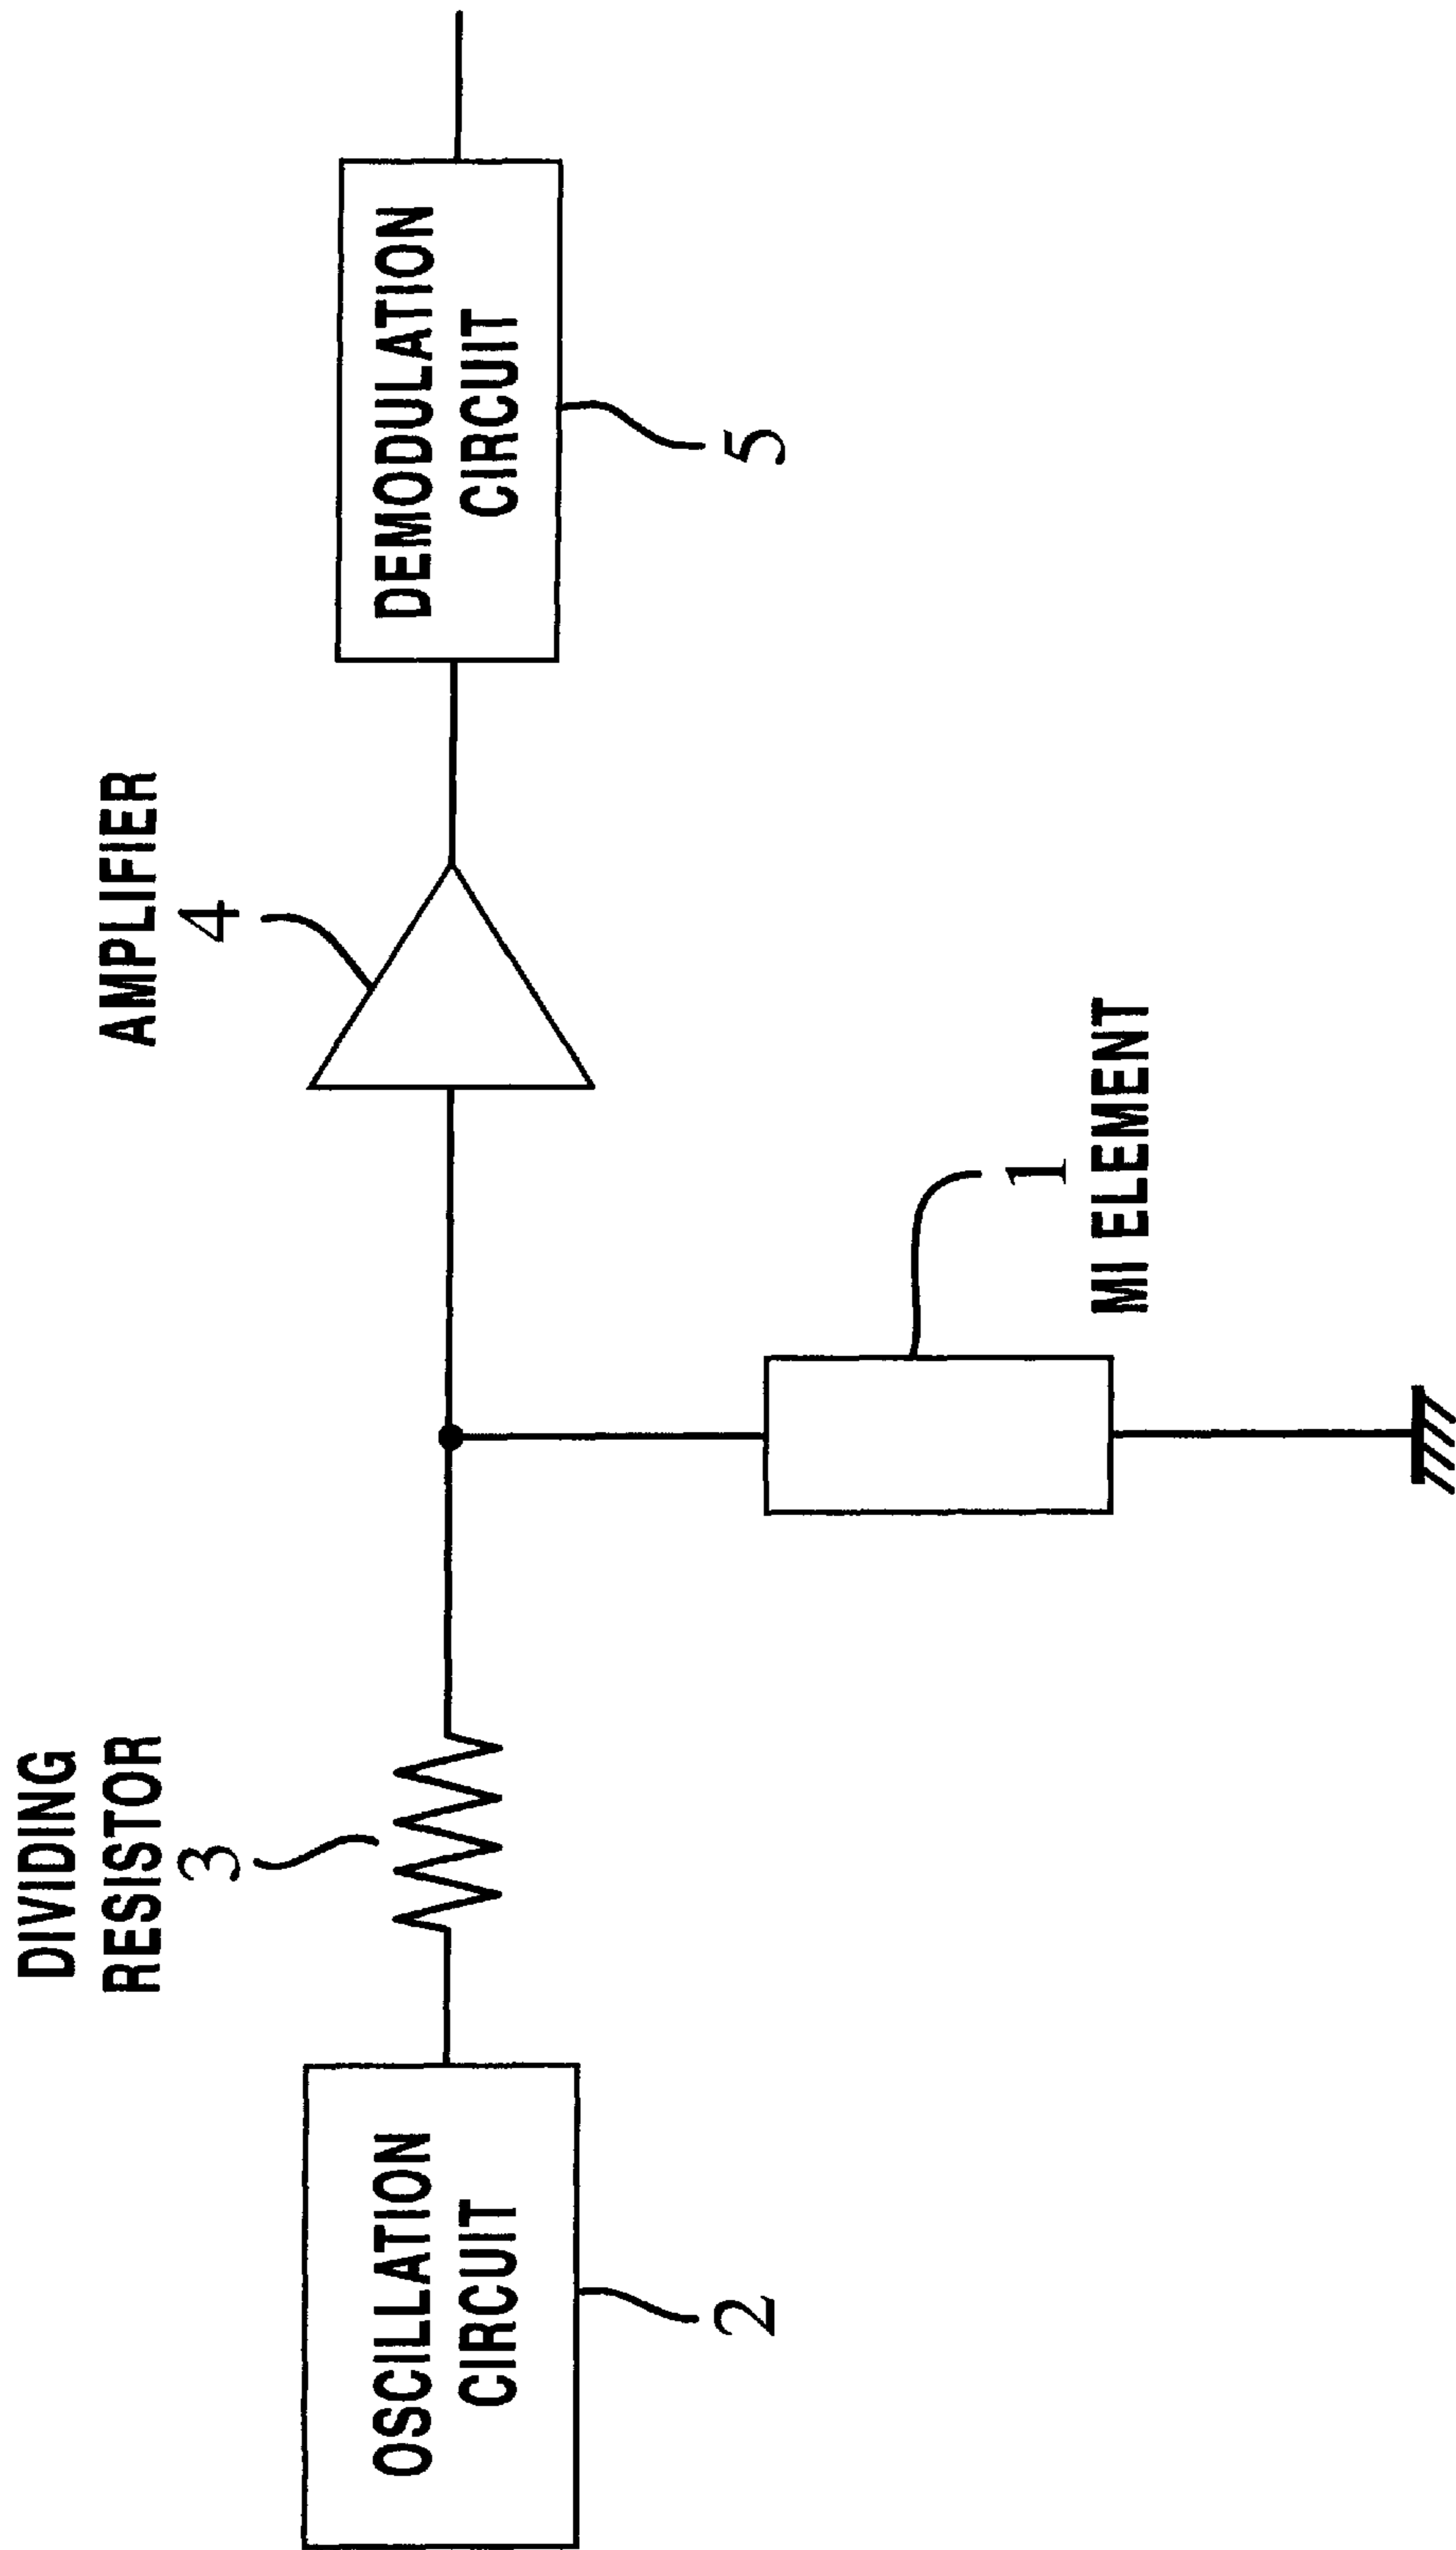 DIVIDING
RESISTOR
3
AMPLIFIER
4
OSCILLATION
CIRCUIT
2
DEMODULATION
CIRCUIT
5
1
MI ELEMENT